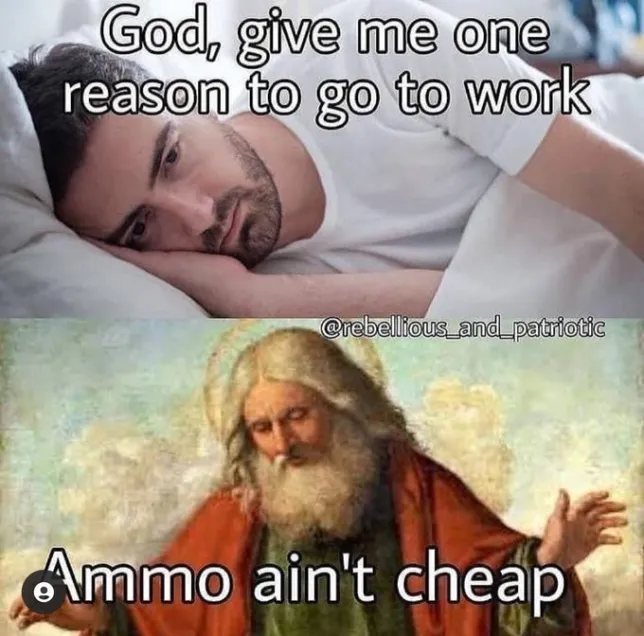 God, give me one
reason to go to work
@rebellious_and_patriotic
Ammo ain't cheap